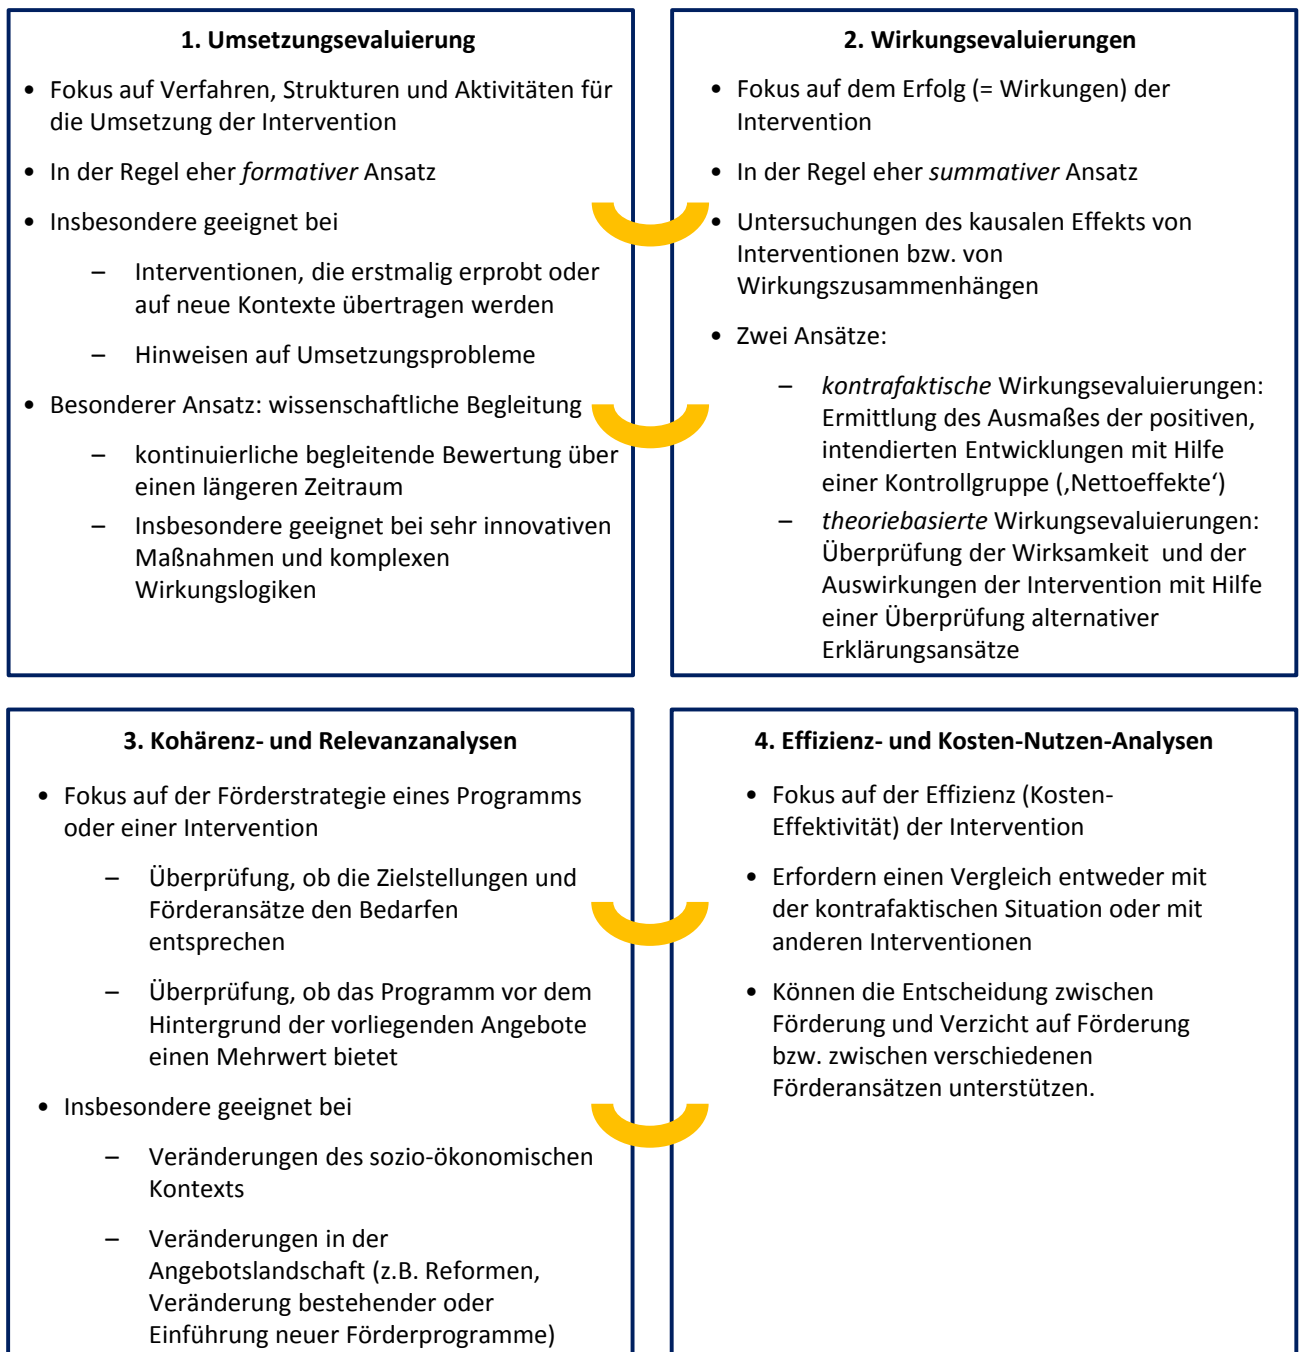 1. Umsetzungsevaluierung
• Fokus auf Verfahren, Strukturen und Aktivitäten für
die Umsetzung der Intervention
• In der Regel eher formativer Ansatz
• Insbesondere geeignet bei
– Interventionen, die erstmalig erprobt oder
auf neue Kontexte übertragen werden
– Hinweisen auf Umsetzungsprobleme
• Besonderer Ansatz: wissenschaftliche Begleitung
– kontinuierliche begleitende Bewertung über
einen längeren Zeitraum
– Insbesondere geeignet bei sehr innovativen
Maßnahmen und komplexen
Wirkungslogiken
2. Wirkungsevaluierungen
• Fokus auf dem Erfolg (= Wirkungen) der
Intervention
• In der Regel eher summativer Ansatz
• Untersuchungen des kausalen Effekts von
Interventionen bzw. von
Wirkungszusammenhängen
• Zwei Ansätze:
– kontrafaktische Wirkungsevaluierungen:
Ermittlung des Ausmaßes der positiven,
intendierten Entwicklungen mit Hilfe
einer Kontrollgruppe (‚Nettoeffekte‘)
– theoriebasierte Wirkungsevaluierungen:
Überprüfung der Wirksamkeit und der
Auswirkungen der Intervention mit Hilfe
einer Überprüfung alternativer
Erklärungsansätze
3. Kohärenz- und Relevanzanalysen
• Fokus auf der Förderstrategie eines Programms
oder einer Intervention
– Überprüfung, ob die Zielstellungen und
Förderansätze den Bedarfen
entsprechen
– Überprüfung, ob das Programm vor dem
Hintergrund der vorliegenden Angebote
einen Mehrwert bietet
• Insbesondere geeignet bei
– Veränderungen des sozio-ökonomischen
Kontexts
– Veränderungen in der
Angebotslandschaft (z.B. Reformen,
Veränderung bestehender oder
Einführung neuer Förderprogramme)
4. Effizienz- und Kosten-Nutzen-Analysen
• Fokus auf der Effizienz (Kosten-
Effektivität) der Intervention
• Erfordern einen Vergleich entweder mit
der kontrafaktischen Situation oder mit
anderen Interventionen
• Können die Entscheidung zwischen
Förderung und Verzicht auf Förderung
bzw. zwischen verschiedenen
Förderansätzen unterstützen.